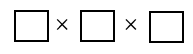 □ × □ × □